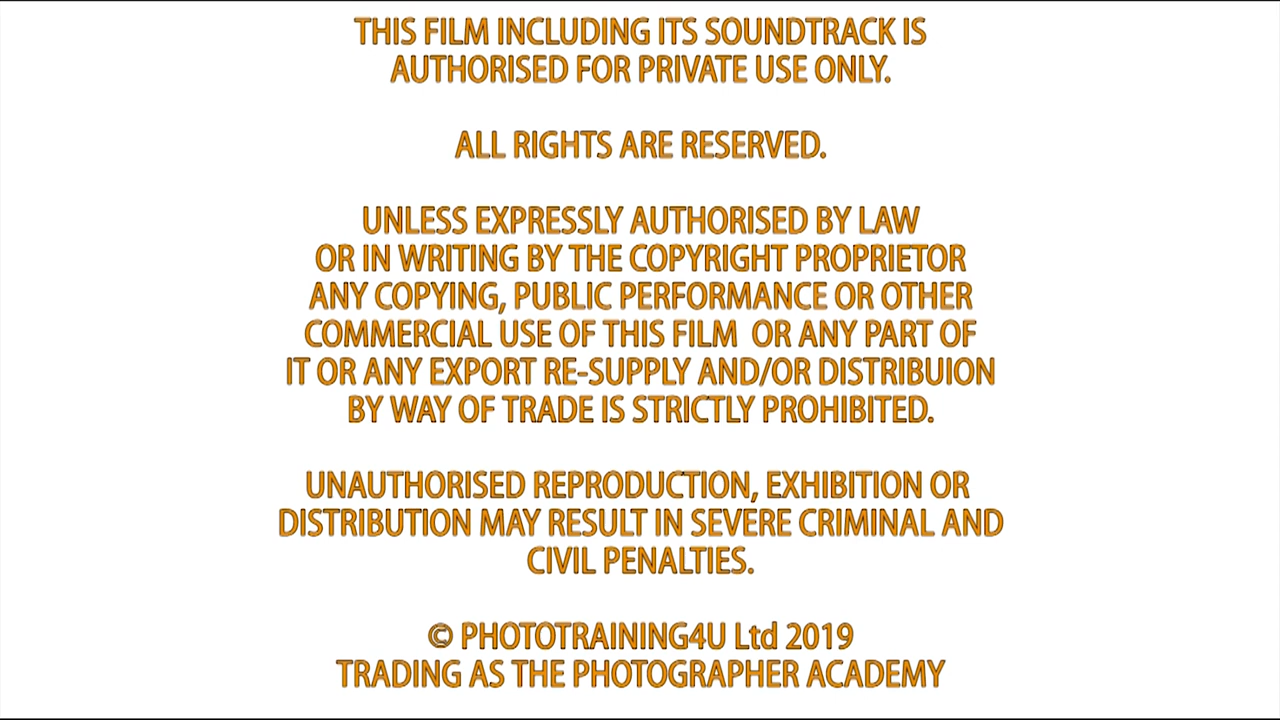 THIS FILM INCLUDING ITS SOUNDTRACK IS
AUTHORISED FOR PRIVATE USE ONLY.
ALL RIGHTS ARE RESERVED.
UNLESS EXPRESSLY AUTHORISED BY LAW
OR IN WRITING BY THE COPYRIGHT PROPRIETOR
ANY COPYING, PUBLIC PERFORMANCE OR OTHER
COMMERCIAL USE OF THIS FILM  OR ANY PART OF
IT OR ANY EXPORT RE-SUPPLY AND/OR DISTRIBUION
BY WAY OF TRADE IS STRICTLY PROHIBITED.
UNAUTHORISED REPRODUCTION, EXHIBITION OR
DISTRIBUTION MAY RESULT IN SEVERE CRIMINAL AND
CIVIL PENALTIES.
© PHOTOTRAINING4U Ltd 2019
TRADING AS THE PHOTOGRAPHER ACADEMY